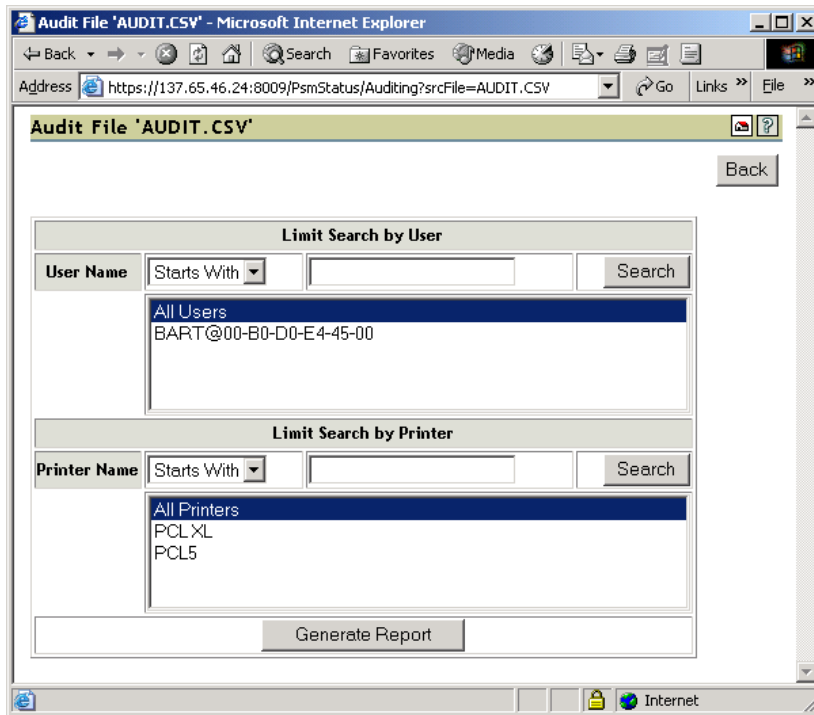 Audit File 'AUDIT.CSV' - Microsoft Internet Explorer
Back Search Favorites Media
Address https://137.65.46.24:8009/PsmStatus/Auditing?srcFile=AUDIT.CSV Go Links » File »
Audit File 'AUDIT.CSV' ?
Back
Limit Search by User
User Name Starts With Search
All Users
BART@00-B0-D0-E4-45-00
Limit Search by Printer
Printer Name Starts With Search
All Printers
PCL XL
PCL5
Generate Report
Internet